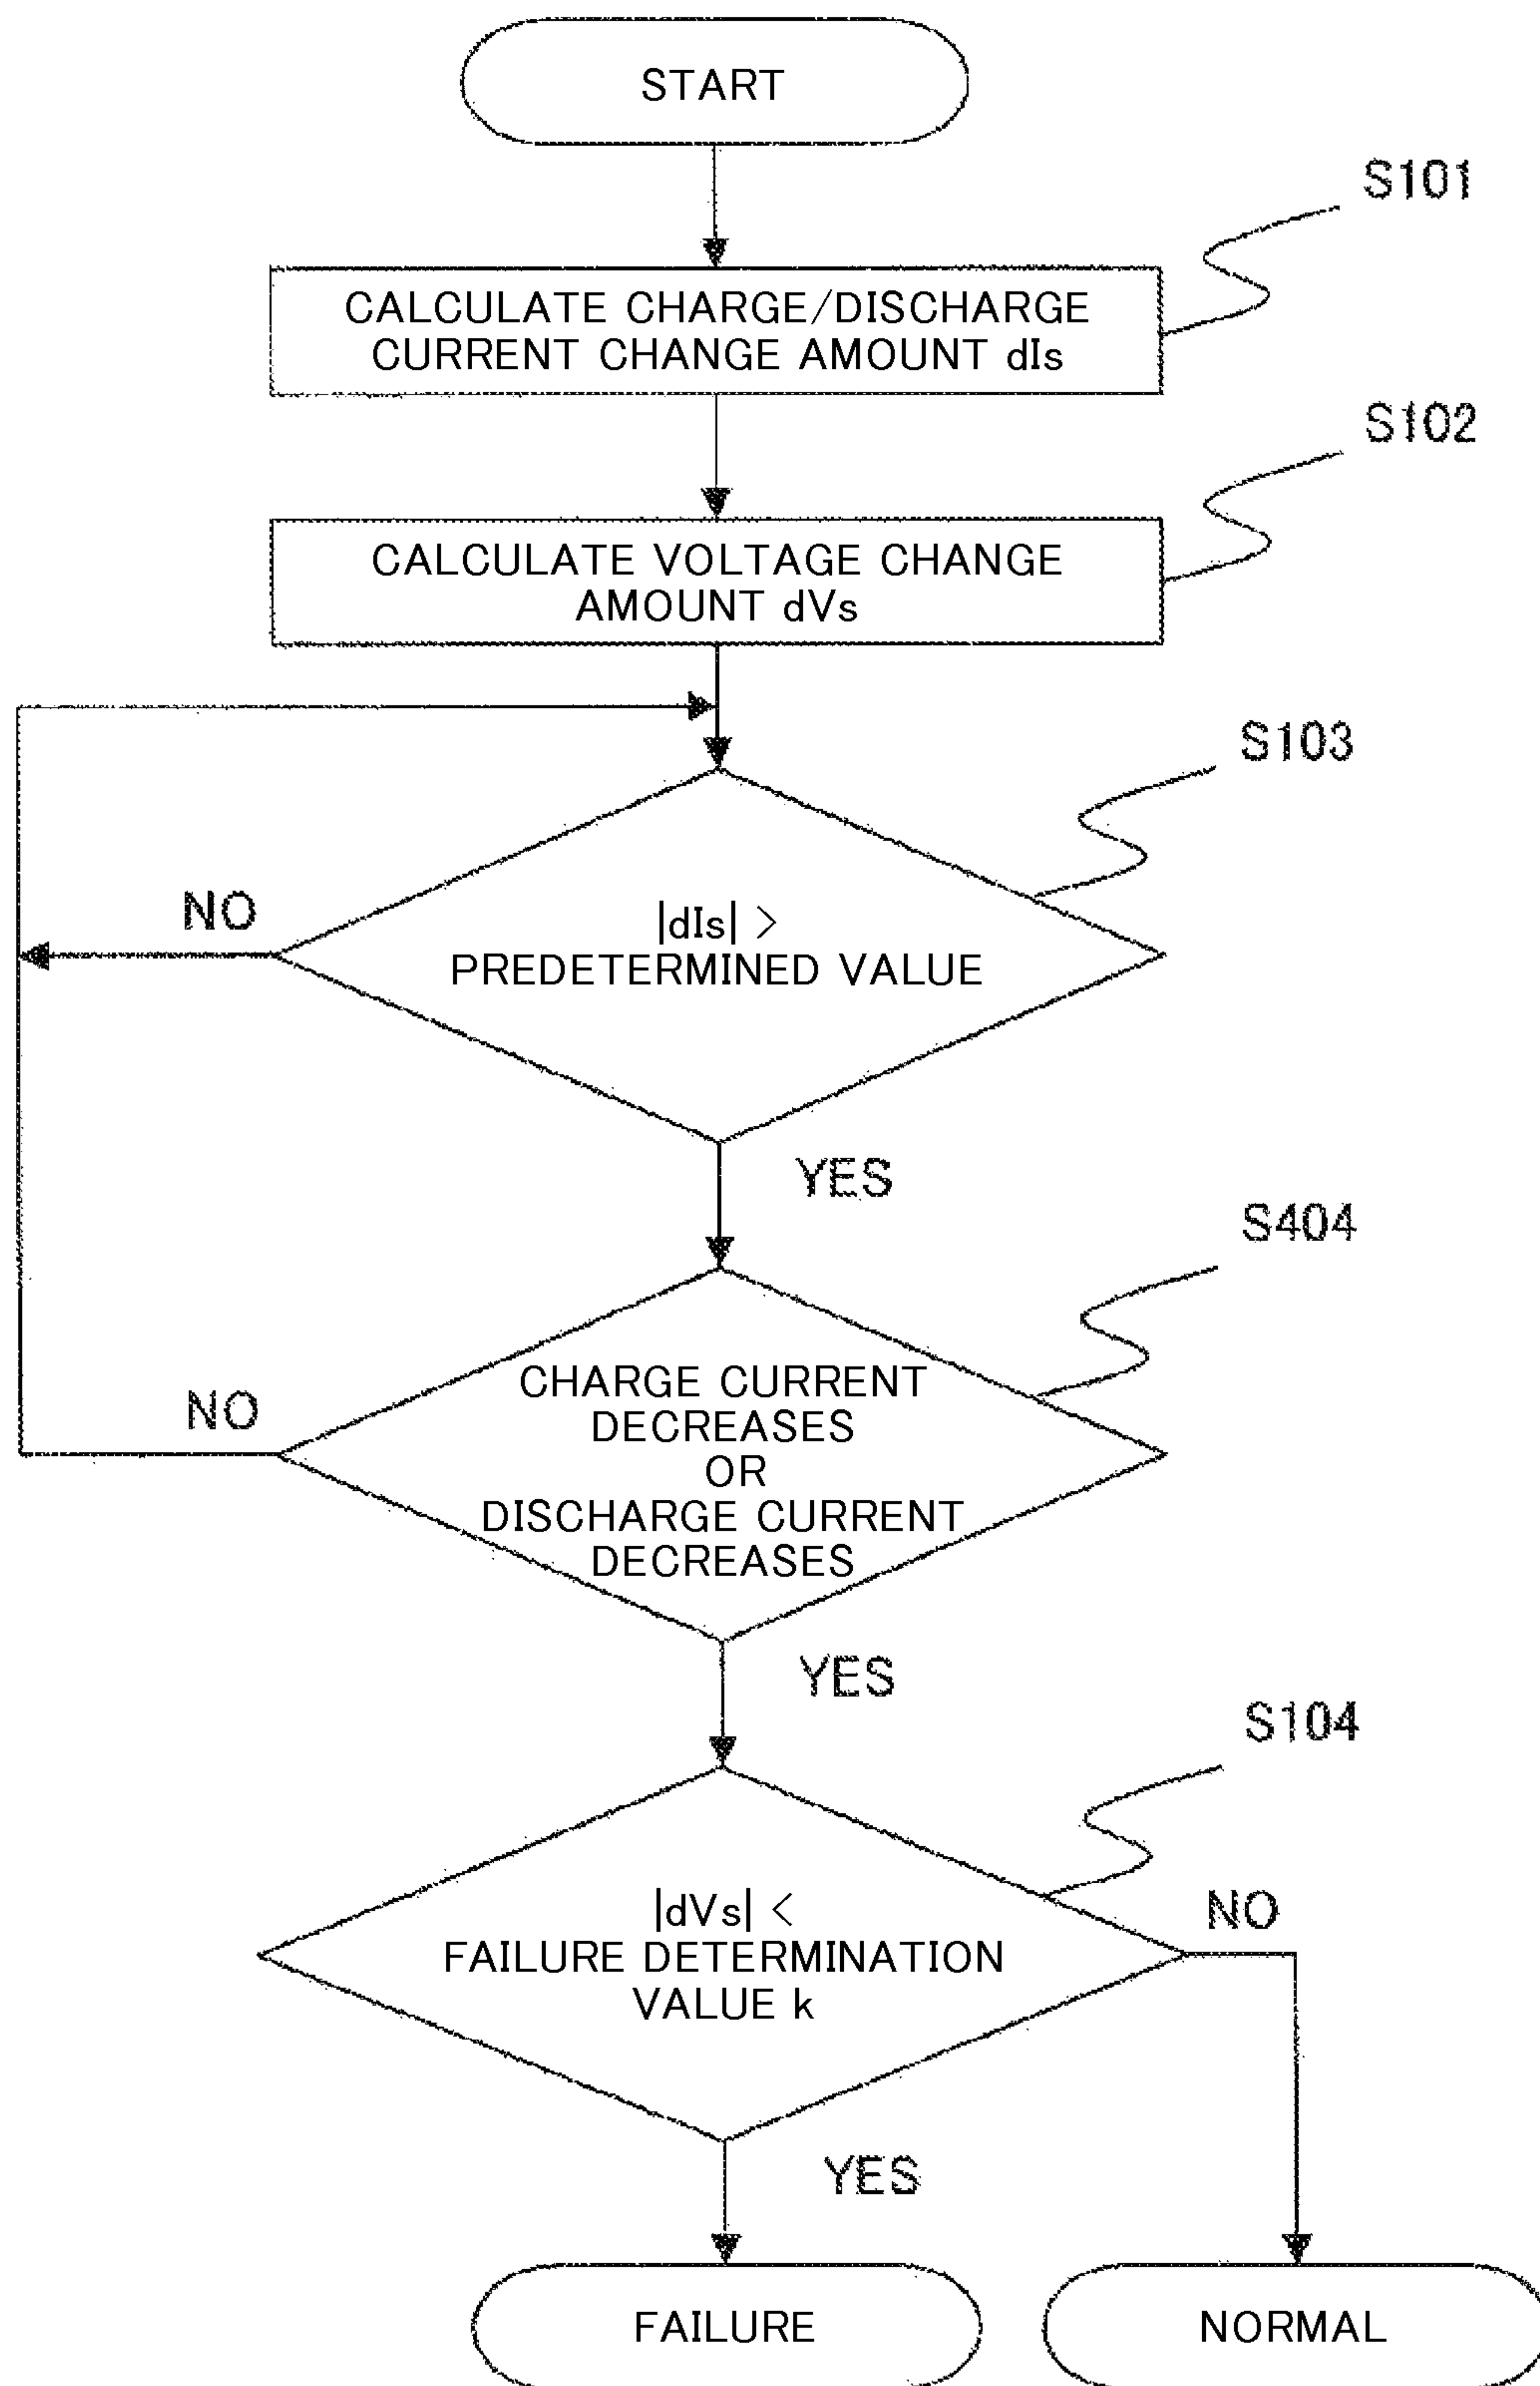 START
S101
CALCULATE CHARGE/DISCHARGE
CURRENT CHANGE AMOUNT dIs
S102
CALCULATE VOLTAGE CHANGE
AMOUNT dVs
S103
NO
|dIs| >
PREDETERMINED VALUE
YES
S404
NO
CHARGE CURRENT
DECREASES
OR
DISCHARGE CURRENT
DECREASES
YES
S104
|dVs| <
FAILURE DETERMINATION
VALUE k
NO
YES
FAILURE
NORMAL